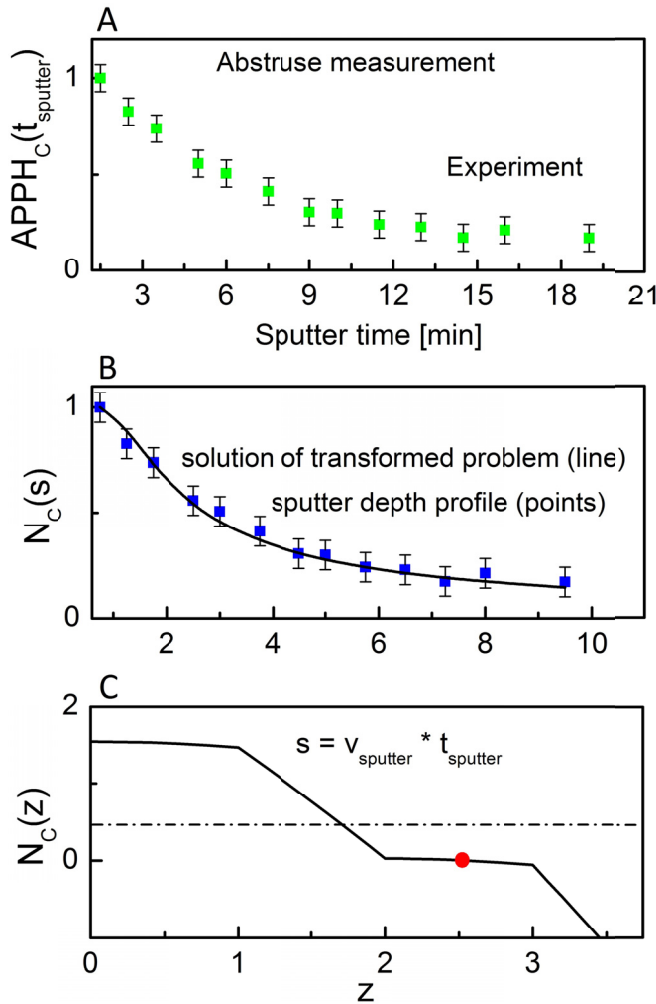 A
1
0
APPH_C(t_sputter)
Abstruse measurement
Experiment
3 6 9 12 15 18 21
Sputter time [min]
B
1
0
N_C(s)
solution of transformed problem (line)
sputter depth profile (points)
2 4 6 8 10
C
2
0
N_C(z)
s = v_sputter * t_sputter
0 1 2 3
z